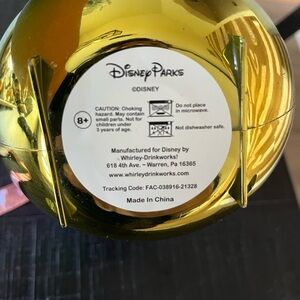 Disney Parks
©DISNEY
8+
CAUTION: Choking
hazard. May contain
small parts. Not for
children under
3 years of age.
Do not place in
microwave.
Not dishwasher safe.
Manufactured for Disney by
Whirley-Drinkworks!
618 4th Ave. – Warren, Pa 16365
www.whirleydrinkworks.com
Tracking Code: FAC-038916-21328
Made In China